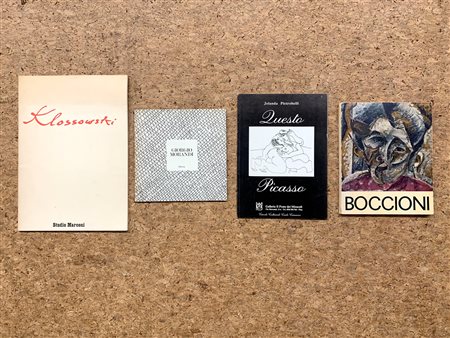 Klossowski
Studio Marconi
GIORGIO
MORANDI
Jolanda Pietrobelli
Questo
Picasso
BOCCIONI